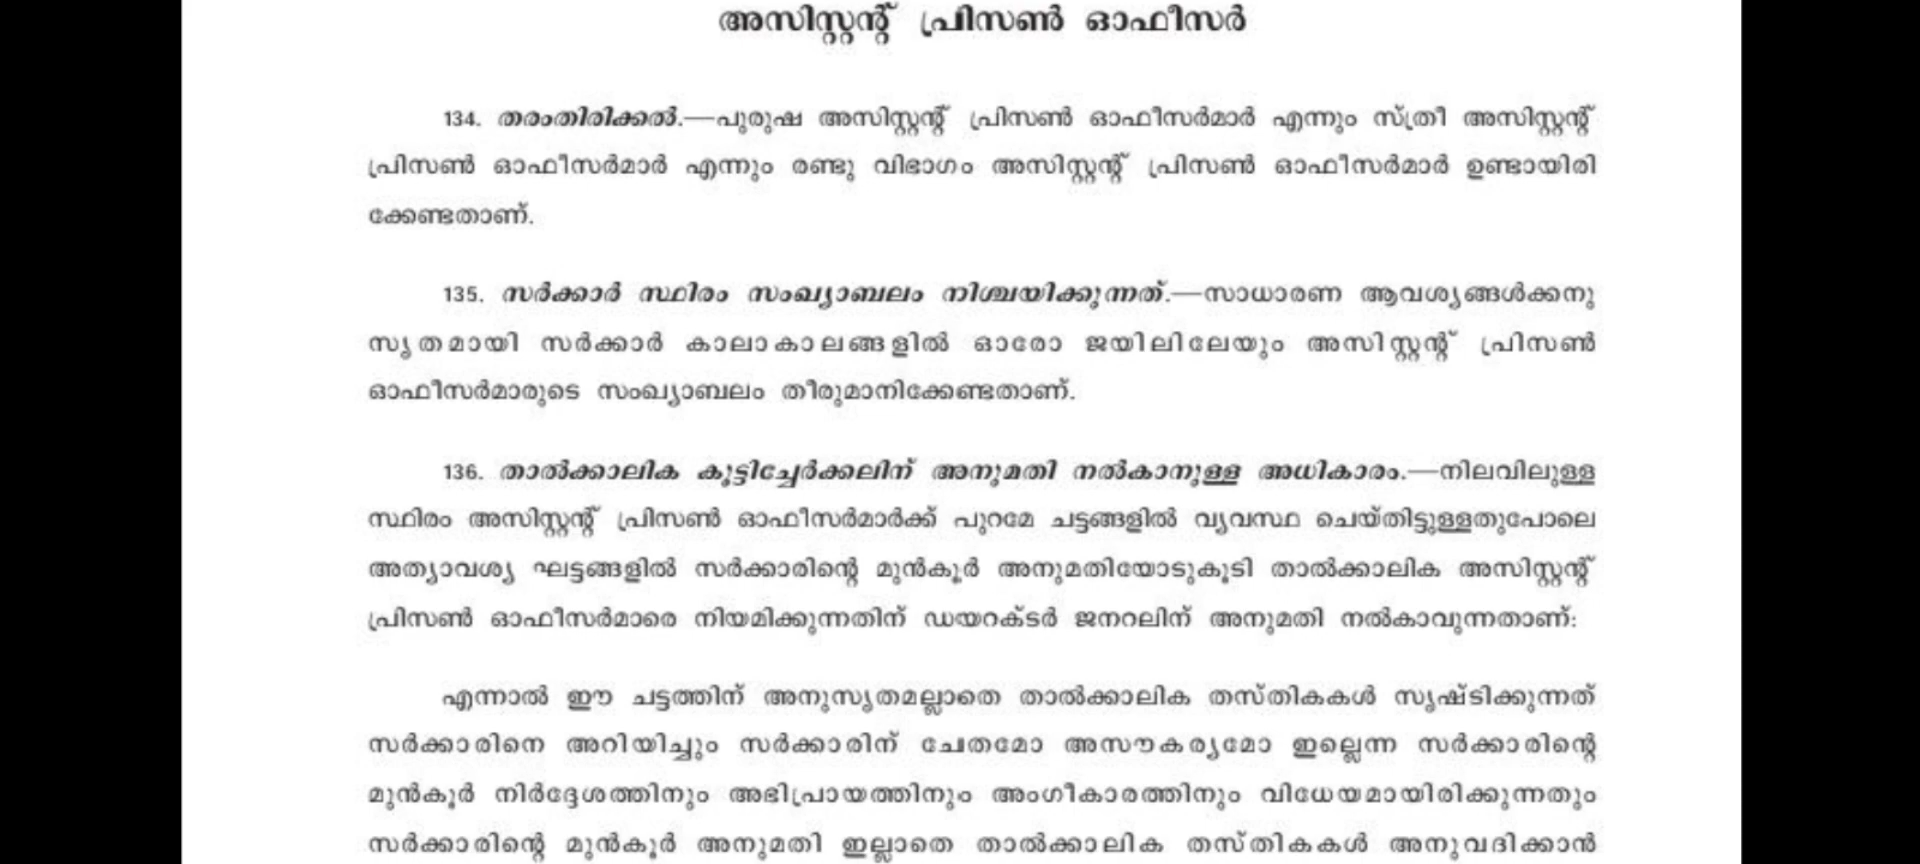 അസിസ്റ്റന്റ് പ്രിസൺ ഓഫീസർ
134. തരംതിരിക്കൽ.—പുരുഷ അസിസ്റ്റന്റ് പ്രിസൺ ഓഫീസർമാർ എന്നും സ്ത്രീ അസിസ്റ്റന്റ്
പ്രിസൺ ഓഫീസർമാർ എന്നും രണ്ടു വിഭാഗം അസിസ്റ്റന്റ് പ്രിസൺ ഓഫീസർമാർ ഉണ്ടായിരി
ക്കേണ്ടതാണ്.
135. സർക്കാർ സ്ഥിരം സംഖ്യാബലം നിശ്ചയിക്കുന്നത്.—സാധാരണ ആവശ്യങ്ങൾക്കനു
സൃതമായി സർക്കാർ കാലാകാലങ്ങളിൽ ഓരോ ജയിലിലേയും അസിസ്റ്റന്റ് പ്രിസൺ
ഓഫീസർമാരുടെ സംഖ്യാബലം തീരുമാനിക്കേണ്ടതാണ്.
136. താൽക്കാലിക കൂട്ടിച്ചേർക്കലിന് അനുമതി നൽകാനുള്ള അധികാരം.—നിലവിലുള്ള
സ്ഥിരം അസിസ്റ്റന്റ് പ്രിസൺ ഓഫീസർമാർക്ക് പുറമേ ചട്ടങ്ങളിൽ വ്യവസ്ഥ ചെയ്തിട്ടുള്ളതുപോലെ
അത്യാവശ്യ ഘട്ടങ്ങളിൽ സർക്കാരിന്റെ മുൻകൂർ അനുമതിയോടുകൂടി താൽക്കാലിക അസിസ്റ്റന്റ്
പ്രിസൺ ഓഫീസർമാരെ നിയമിക്കുന്നതിന് ഡയറക്ടർ ജനറലിന് അനുമതി നൽകാവുന്നതാണ്:
എന്നാൽ ഈ ചട്ടത്തിന് അനുസൃതമല്ലാതെ താൽക്കാലിക തസ്തികകൾ സൃഷ്ടിക്കുന്നത്
സർക്കാരിനെ അറിയിച്ചും സർക്കാരിന് ചേതമോ അസൗകര്യമോ ഇല്ലെന്ന സർക്കാരിന്റെ
മുൻകൂർ നിർദ്ദേശത്തിനും അഭിപ്രായത്തിനും അംഗീകാരത്തിനും വിധേയമായിരിക്കുന്നതും
സർക്കാരിന്റെ മുൻകൂർ അനുമതി ഇല്ലാതെ താൽക്കാലിക തസ്തികകൾ അനുവദിക്കാൻ